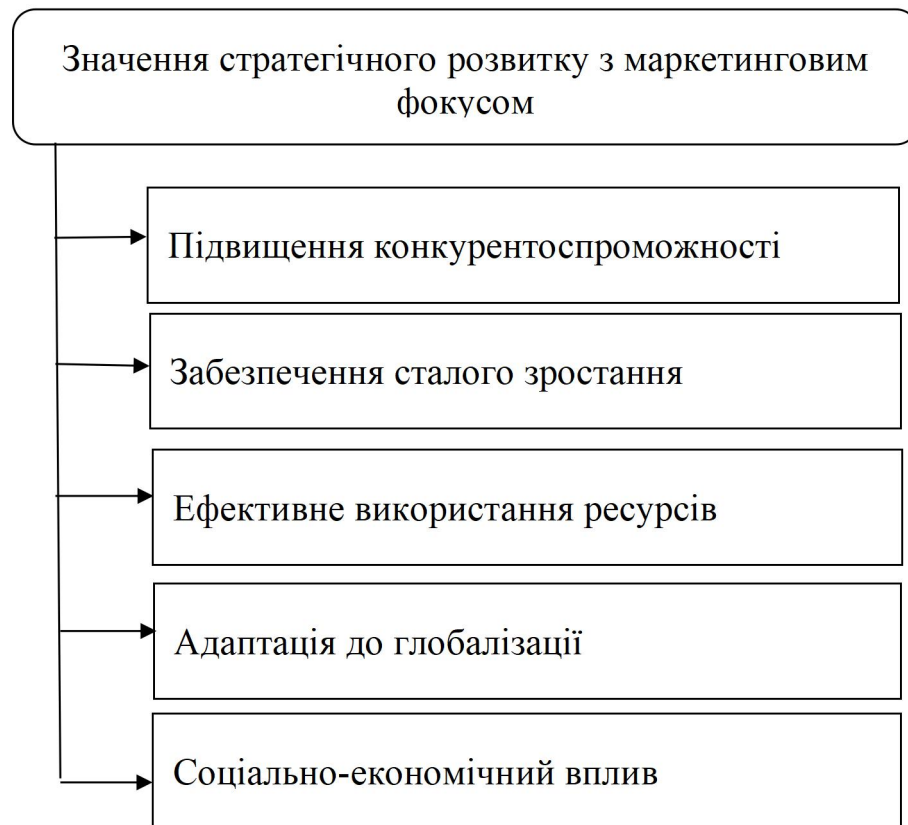 Значення стратегічного розвитку з маркетинговим
фокусом
Підвищення конкурентоспроможності
Забезпечення сталого зростання
Ефективне використання ресурсів
Адаптація до глобалізації
Соціально-економічний вплив